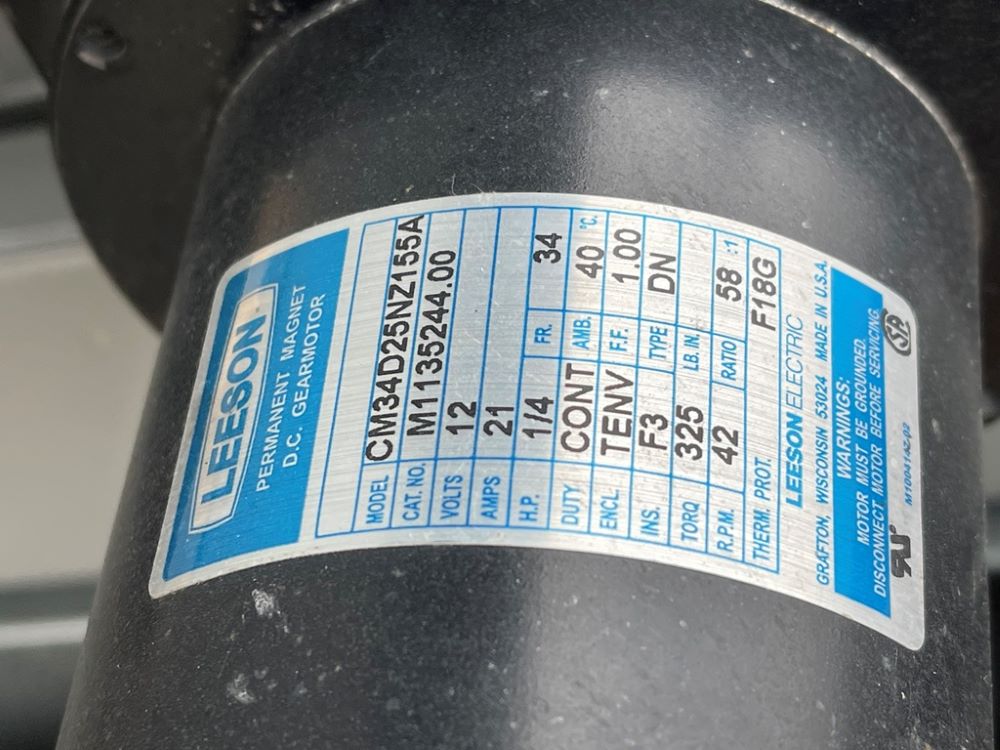 LEESON
PERMANENT MAGNET
D.C. GEARMOTOR
MODEL CM34D25NZ155A
CAT. NO. M1135244.00
VOLTS 12
AMPS 21
H.P. 1/4 FR. 34
DUTY CONT AMB. 40 °C.
ENCL TENV F.F. 1.00
INS. F3 TYPE DN
TORQ 325 LB. IN.
R.P.M. 42 RATIO 58 :1
THERM. PROT. F18G
LEESON ELECTRIC
GRAFTON, WISCONSIN 53024 MADE IN U.S.A.
WARNINGS:
MOTOR MUST BE GROUNDED.
DISCONNECT MOTOR BEFORE SERVICING.